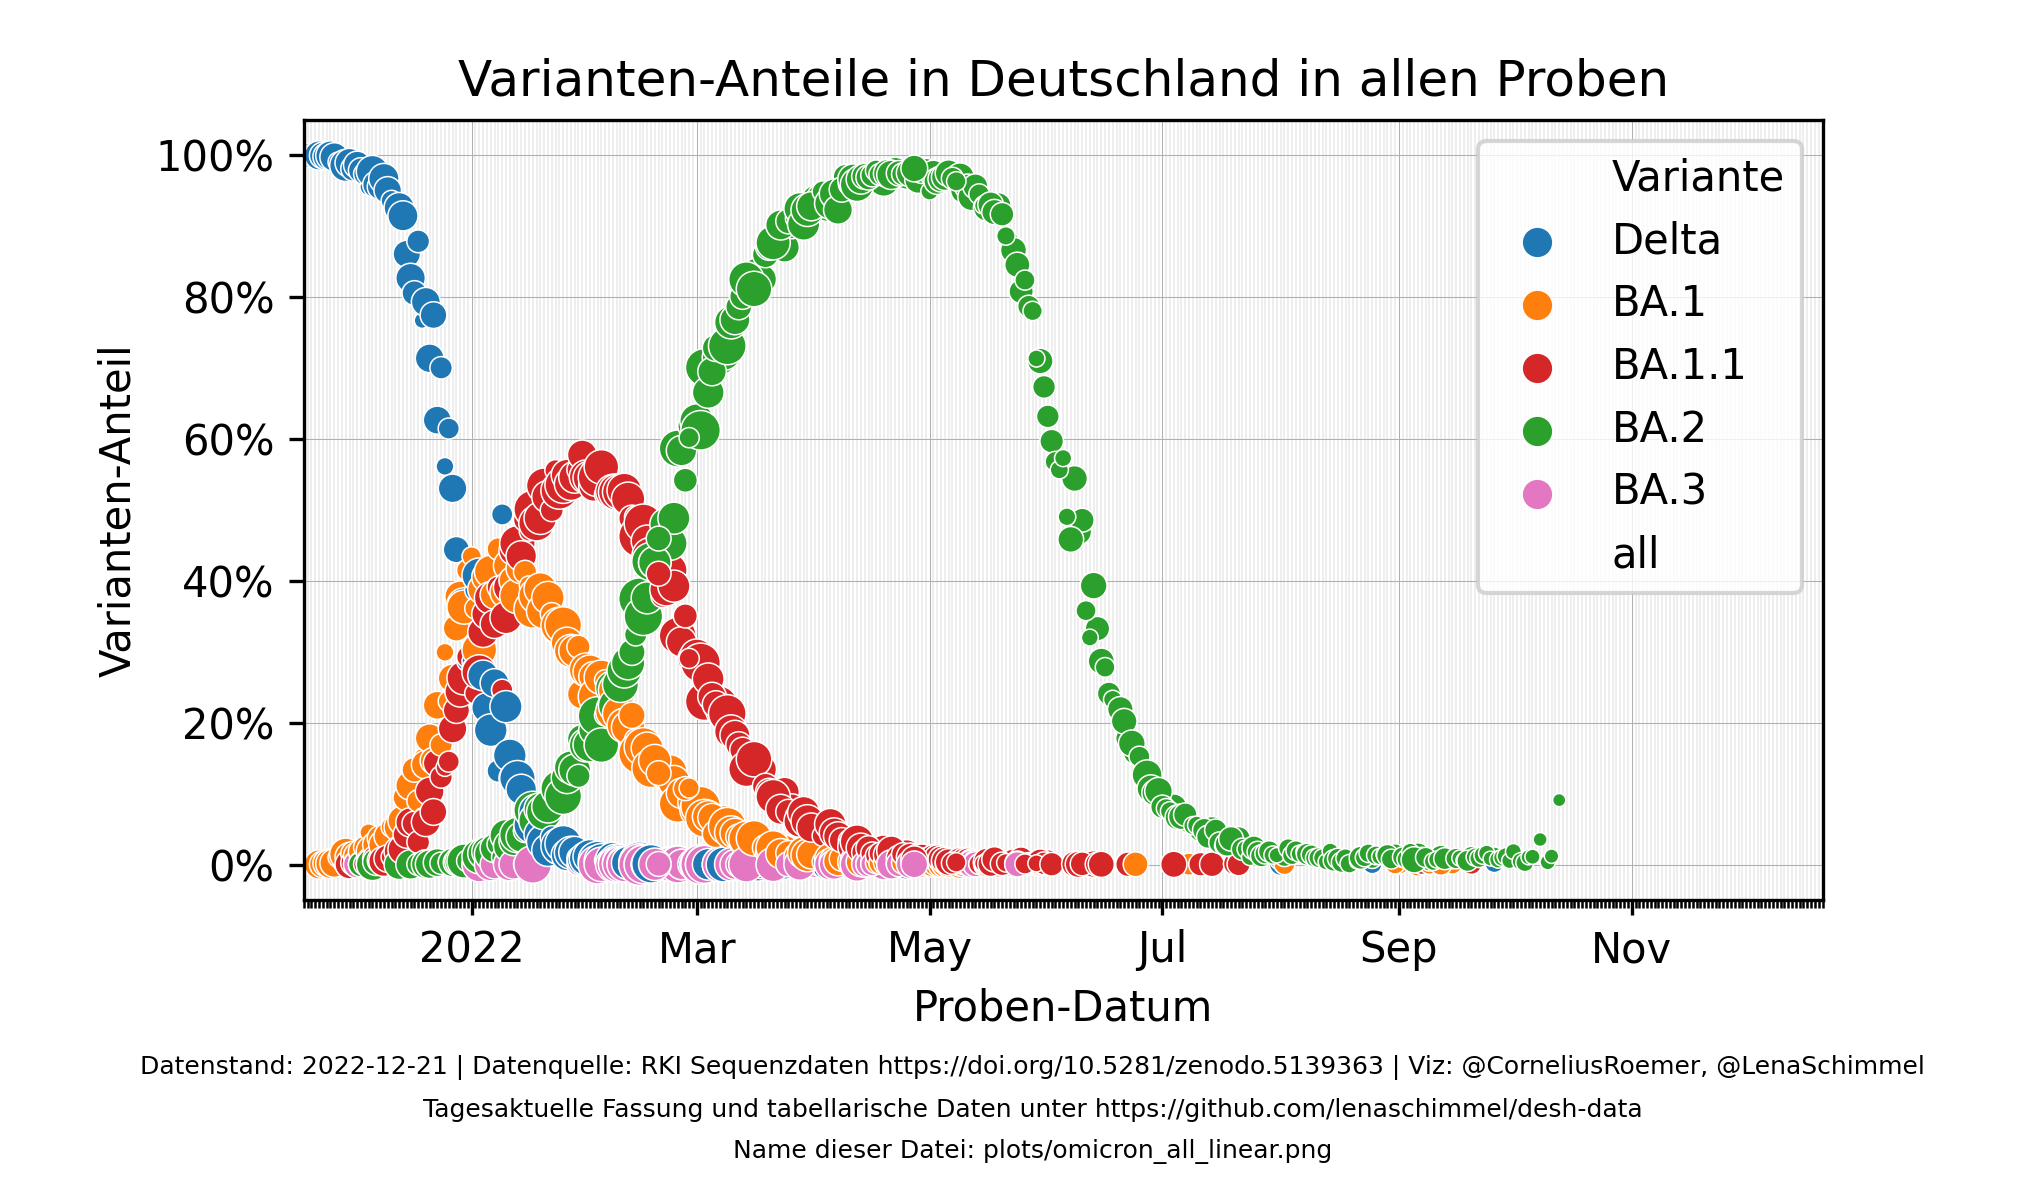 Varianten-Anteile in Deutschland in allen Proben
100%
80%
60%
40%
20%
0%
Varianten-Anteil
Variante
Delta
BA.1
BA.1.1
BA.2
BA.3
all
2022
Mar
May
Jul
Sep
Nov
Proben-Datum
Datenstand: 2022-12-21 | Datenquelle: RKI Sequenzdaten https://doi.org/10.5281/zenodo.5139363 | Viz: @CorneliusRoemer, @LenaSchimmel
Tagesaktuelle Fassung und tabellarische Daten unter https://github.com/lenaschimmel/desh-data
Name dieser Datei: plots/omicron_all_linear.png